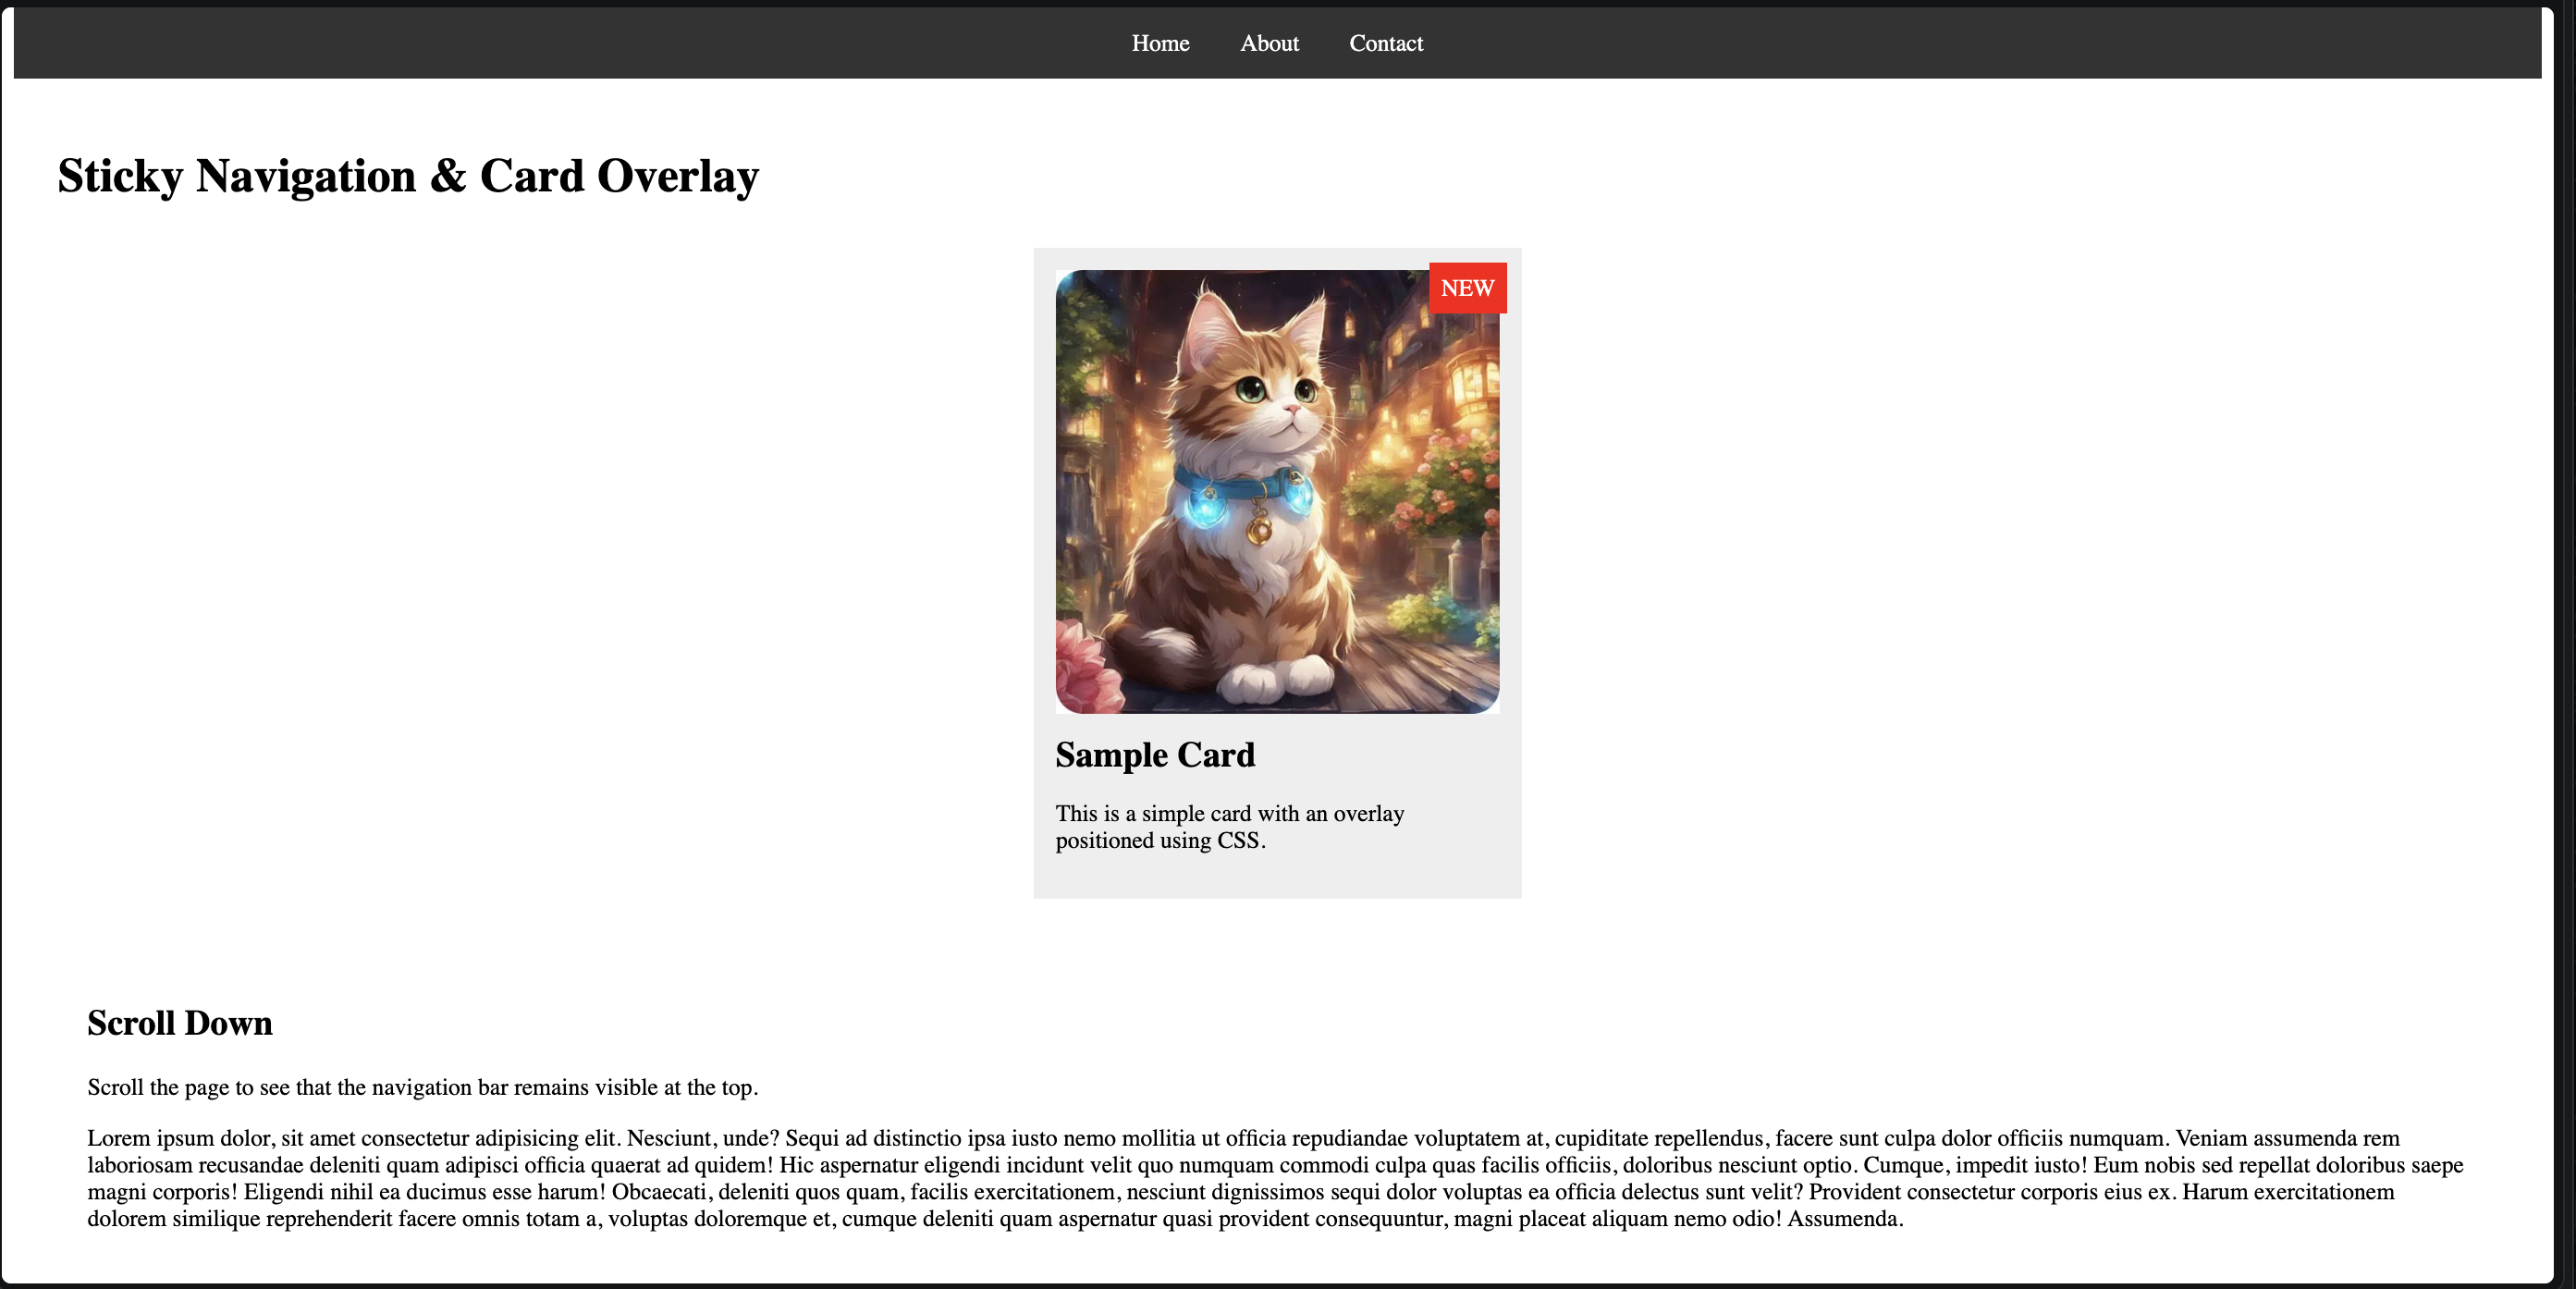 Home About Contact
Sticky Navigation & Card Overlay
NEW
Sample Card
This is a simple card with an overlay
positioned using CSS.
Scroll Down
Scroll the page to see that the navigation bar remains visible at the top.
Lorem ipsum dolor, sit amet consectetur adipisicing elit. Nesciunt, unde? Sequi ad distinctio ipsa iusto nemo mollitia ut officia repudiandae voluptatem at, cupiditate repellendus, facere sunt culpa dolor officiis numquam. Veniam assumenda rem
laboriosam recusandae deleniti quam adipisci officia quaerat ad quidem! Hic aspernatur eligendi incidunt velit quo numquam commodi culpa quas facilis officiis, doloribus nesciunt optio. Cumque, impedit iusto! Eum nobis sed repellat doloribus saepe
magni corporis! Eligendi nihil ea ducimus esse harum! Obcaecati, deleniti quos quam, facilis exercitationem, nesciunt dignissimos sequi dolor voluptas ea officia delectus sunt velit? Provident consectetur corporis eius ex. Harum exercitationem
dolorem similique reprehenderit facere omnis totam a, voluptas doloremque et, cumque deleniti quam aspernatur quasi provident consequuntur, magni placeat aliquam nemo odio! Assumenda.